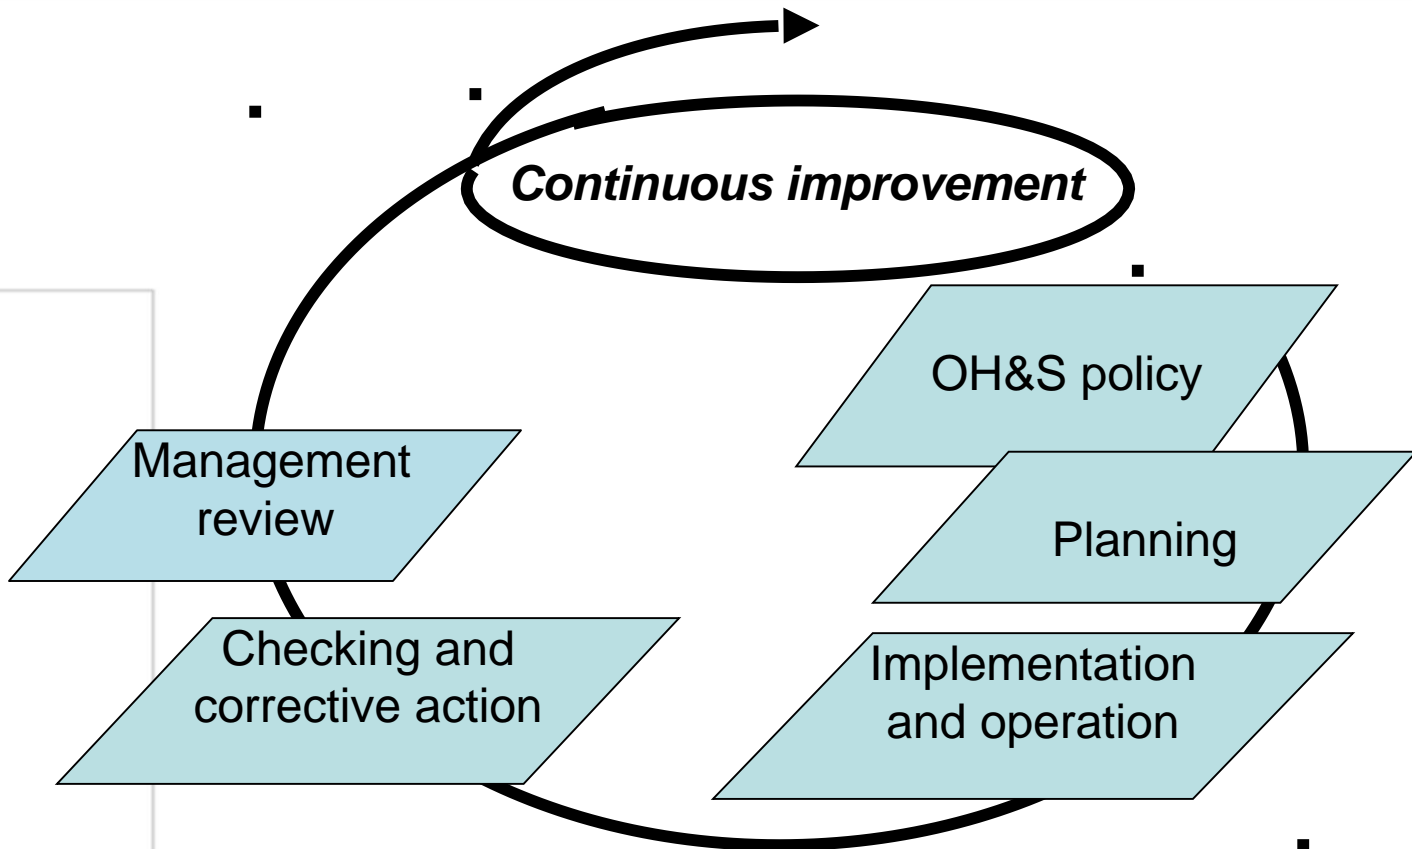 Continuous improvement
OH&S policy
Management
review
Planning
Checking and
corrective action
Implementation
and operation